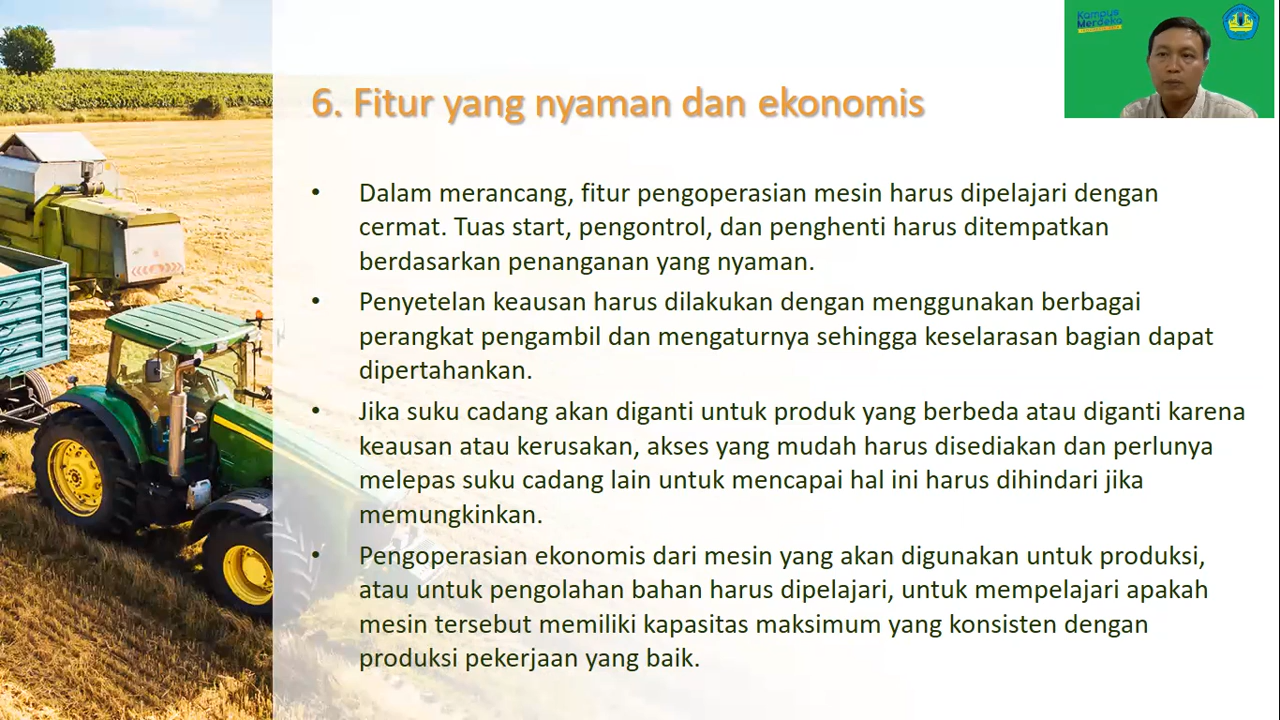 Kampus
Merdeka
6. Fitur yang nyaman dan ekonomis
• Dalam merancang, fitur pengoperasian mesin harus dipelajari dengan
cermat. Tuas start, pengontrol, dan penghenti harus ditempatkan
berdasarkan penanganan yang nyaman.
• Penyetelan keausan harus dilakukan dengan menggunakan berbagai
perangkat pengambil dan mengaturnya sehingga keselarasan bagian dapat
dipertahankan.
• Jika suku cadang akan diganti untuk produk yang berbeda atau diganti karena
keausan atau kerusakan, akses yang mudah harus disediakan dan perlunya
melepas suku cadang lain untuk mencapai hal ini harus dihindari jika
memungkinkan.
• Pengoperasian ekonomis dari mesin yang akan digunakan untuk produksi,
atau untuk pengolahan bahan harus dipelajari, untuk mempelajari apakah
mesin tersebut memiliki kapasitas maksimum yang konsisten dengan
produksi pekerjaan yang baik.